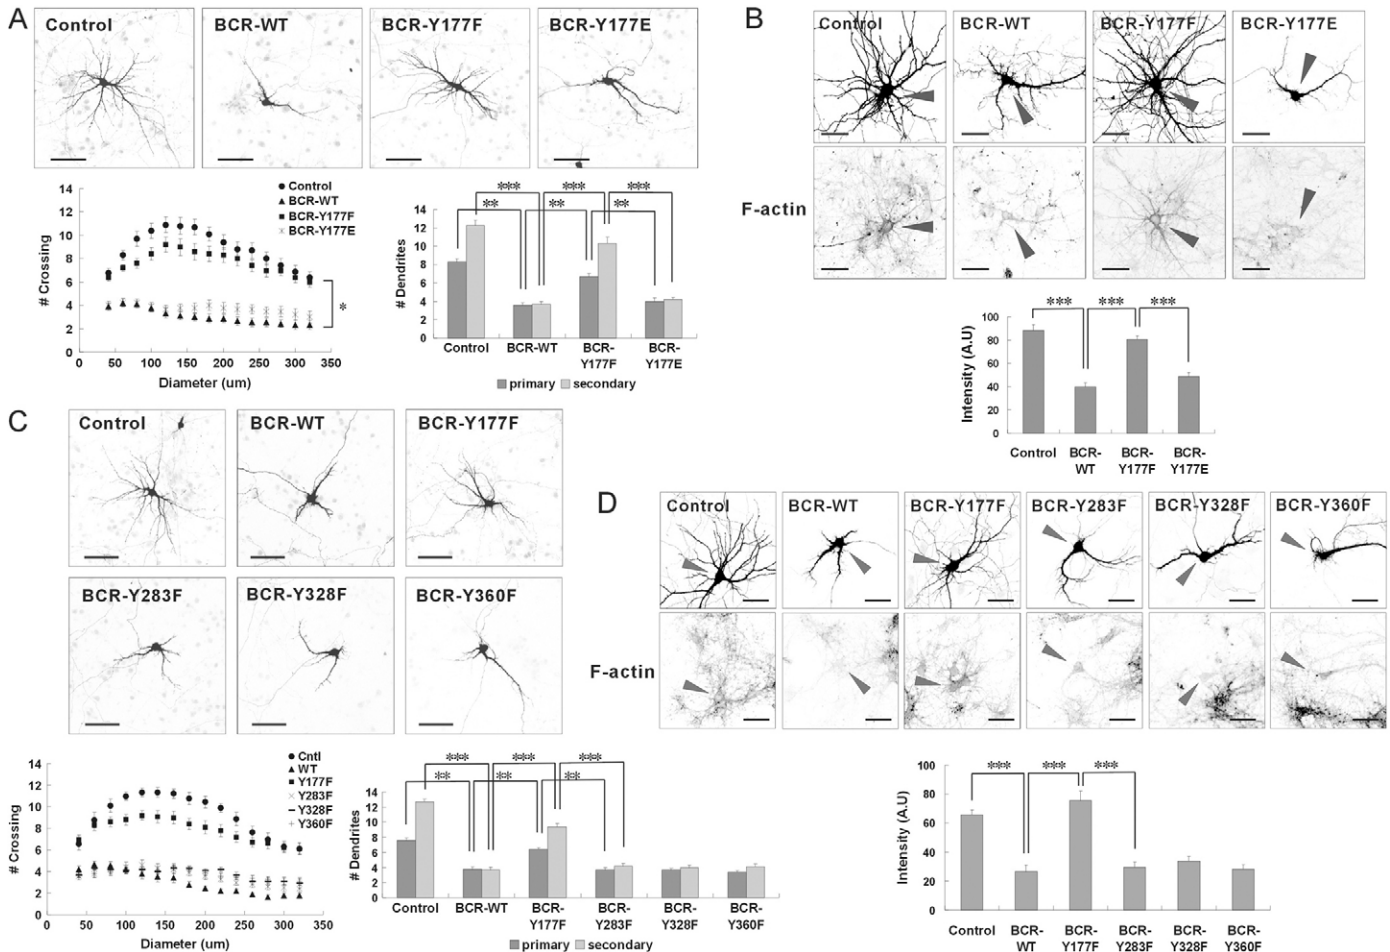 A
Control
BCR-WT
BCR-Y177F
BCR-Y177E
14
12
10
8
6
4
2
0
# Crossing
0 50 100 150 200 250 300 350
Diameter (um)
Control
BCR-WT
BCR-Y177F
BCR-Y177E
*
14
12
10
8
6
4
2
0
# Dendrites
*** *** ***
** ** **
Control BCR-WT BCR- BCR-
Y177F Y177E
primary secondary
B
Control
BCR-WT
BCR-Y177F
BCR-Y177E
F-actin
*** *** ***
100
80
60
40
20
0
Intensity (A.U)
Control BCR- BCR- BCR-
WT Y177F Y177E
C
Control
BCR-WT
BCR-Y177F
BCR-Y283F
BCR-Y328F
BCR-Y360F
14
12
10
8
6
4
2
0
# Crossing
0 50 100 150 200 250 300 350
Diameter (um)
Cntl
WT
Y177F
Y283F
Y328F
Y360F
*** *** ***
** ** **
14
12
10
8
6
4
2
0
# Dendrites
Control BCR-WT BCR- BCR- BCR- BCR-
Y177F Y283F Y328F Y360F
primary secondary
D
Control
BCR-WT
BCR-Y177F
BCR-Y283F
BCR-Y328F
BCR-Y360F
F-actin
100
80
60
40
20
0
Intensity (A.U)
*** *** ***
Control BCR- BCR- BCR- BCR- BCR-
WT Y177F Y283F Y328F Y360F